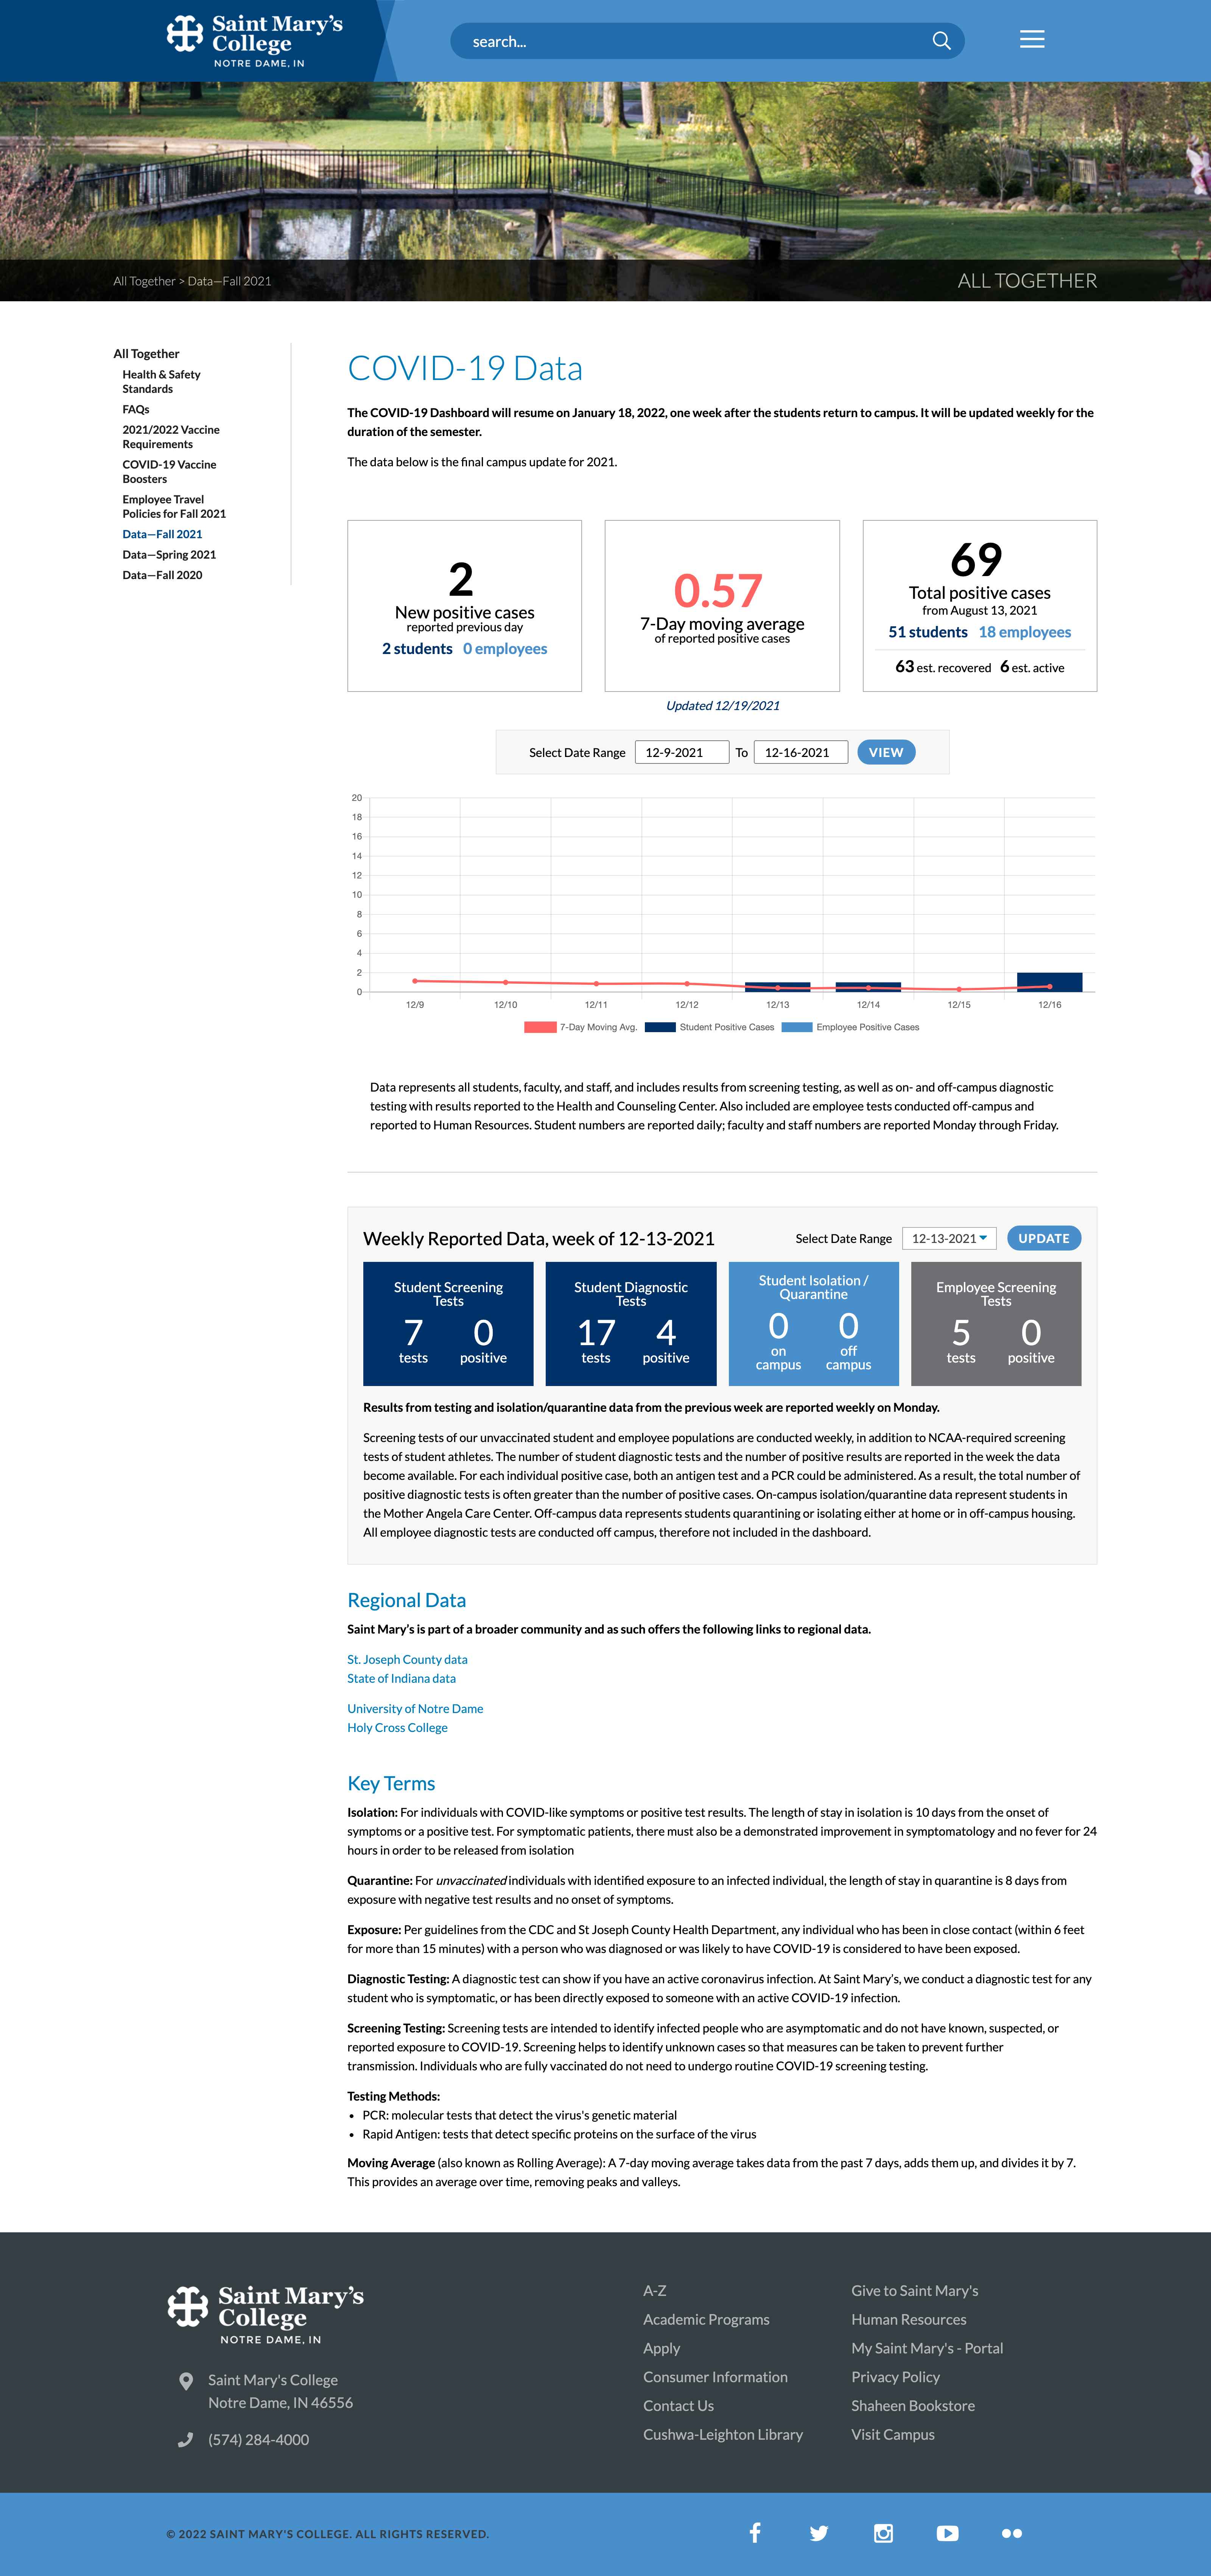 Saint Mary's
College
NOTRE DAME, IN
search...
All Together > Data—Fall 2021
ALL TOGETHER
All Together
Health & Safety
Standards
FAQs
2021/2022 Vaccine
Requirements
COVID-19 Vaccine
Boosters
Employee Travel
Policies for Fall 2021
Data—Fall 2021
Data—Spring 2021
Data—Fall 2020
COVID-19 Data
The COVID-19 Dashboard will resume on January 18, 2022, one week after the students return to campus. It will be updated weekly for the
duration of the semester.
The data below is the final campus update for 2021.
2
New positive cases
reported previous day
2 students 0 employees
0.57
7-Day moving average
of reported positive cases
69
Total positive cases
from August 13, 2021
51 students 18 employees
63 est. recovered 6 est. active
Updated 12/19/2021
Select Date Range 12-9-2021 To 12-16-2021 VIEW
20
18
16
14
12
10
8
6
4
2
0
12/9 12/10 12/11 12/12 12/13 12/14 12/15 12/16
7-Day Moving Avg. Student Positive Cases Employee Positive Cases
Data represents all students, faculty, and staff, and includes results from screening testing, as well as on- and off-campus diagnostic
testing with results reported to the Health and Counseling Center. Also included are employee tests conducted off-campus and
reported to Human Resources. Student numbers are reported daily; faculty and staff numbers are reported Monday through Friday.
Weekly Reported Data, week of 12-13-2021
Select Date Range 12-13-2021 UPDATE
Student Screening
Tests
7 0
tests positive
Student Diagnostic
Tests
17 4
tests positive
Student Isolation /
Quarantine
0 0
on off
campus campus
Employee Screening
Tests
5 0
tests positive
Results from testing and isolation/quarantine data from the previous week are reported weekly on Monday.
Screening tests of our unvaccinated student and employee populations are conducted weekly, in addition to NCAA-required screening
tests of student athletes. The number of student diagnostic tests and the number of positive results are reported in the week the data
become available. For each individual positive case, both an antigen test and a PCR could be administered. As a result, the total number of
positive diagnostic tests is often greater than the number of positive cases. On-campus isolation/quarantine data represent students in
the Mother Angela Care Center. Off-campus data represents students quarantining or isolating either at home or in off-campus housing.
All employee diagnostic tests are conducted off campus, therefore not included in the dashboard.
Regional Data
Saint Mary's is part of a broader community and as such offers the following links to regional data.
St. Joseph County data
State of Indiana data
University of Notre Dame
Holy Cross College
Key Terms
Isolation: For individuals with COVID-like symptoms or positive test results. The length of stay in isolation is 10 days from the onset of
symptoms or a positive test. For symptomatic patients, there must also be a demonstrated improvement in symptomatology and no fever for 24
hours in order to be released from isolation
Quarantine: For unvaccinated individuals with identified exposure to an infected individual, the length of stay in quarantine is 8 days from
exposure with negative test results and no onset of symptoms.
Exposure: Per guidelines from the CDC and St Joseph County Health Department, any individual who has been in close contact (within 6 feet
for more than 15 minutes) with a person who was diagnosed or was likely to have COVID-19 is considered to have been exposed.
Diagnostic Testing: A diagnostic test can show if you have an active coronavirus infection. At Saint Mary's, we conduct a diagnostic test for any
student who is symptomatic, or has been directly exposed to someone with an active COVID-19 infection.
Screening Testing: Screening tests are intended to identify infected people who are asymptomatic and do not have known, suspected, or
reported exposure to COVID-19. Screening helps to identify unknown cases so that measures can be taken to prevent further
transmission. Individuals who are fully vaccinated do not need to undergo routine COVID-19 screening testing.
Testing Methods:
• PCR: molecular tests that detect the virus's genetic material
• Rapid Antigen: tests that detect specific proteins on the surface of the virus
Moving Average (also known as Rolling Average): A 7-day moving average takes data from the past 7 days, adds them up, and divides it by 7.
This provides an average over time, removing peaks and valleys.
Saint Mary's
College
NOTRE DAME, IN
Saint Mary's College
Notre Dame, IN 46556
(574) 284-4000
A-Z
Academic Programs
Apply
Consumer Information
Contact Us
Cushwa-Leighton Library
Give to Saint Mary's
Human Resources
My Saint Mary's - Portal
Privacy Policy
Shaheen Bookstore
Visit Campus
© 2022 SAINT MARY'S COLLEGE. ALL RIGHTS RESERVED.